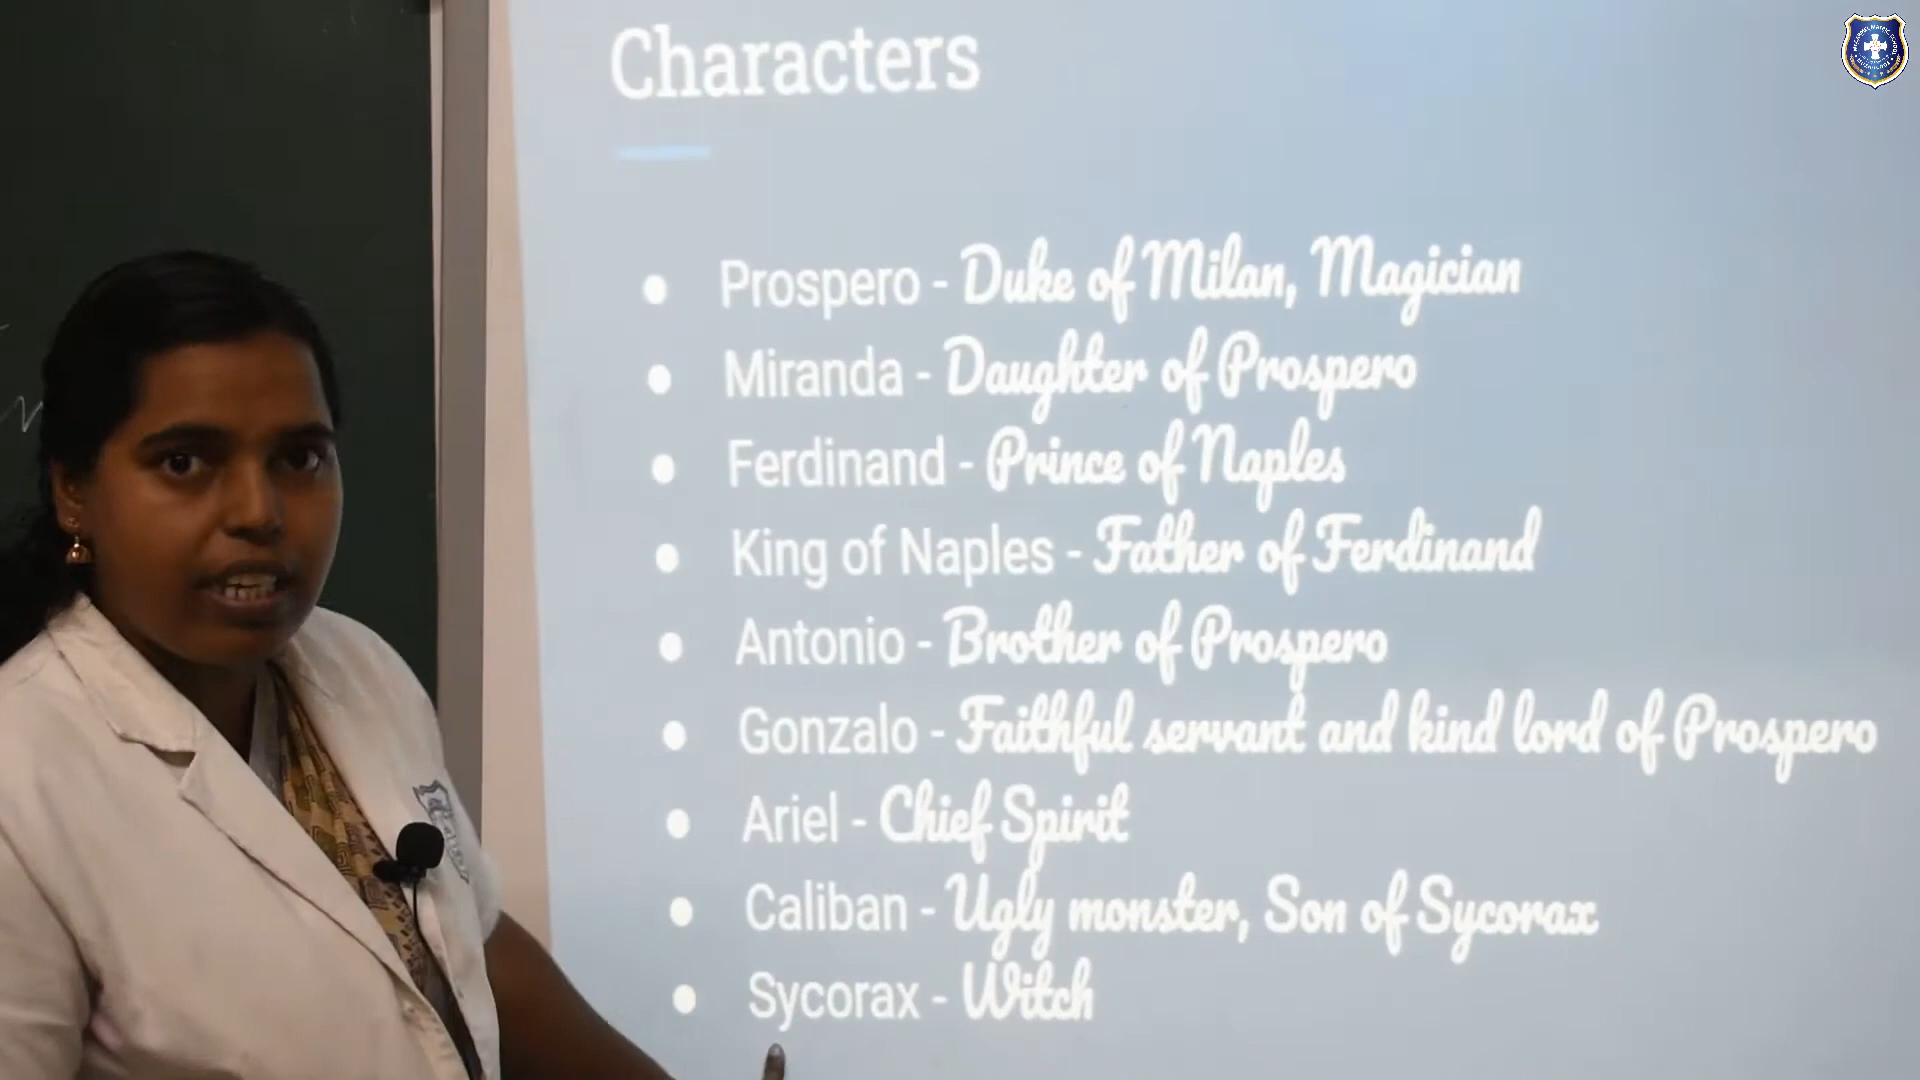 Characters
Prospero - Duke of Milan, Magician
Miranda - Daughter of Prospero
Ferdinand - Prince of Naples
King of Naples - Father of Ferdinand
Antonio - Brother of Prospero
Gonzalo - Faithful servant and kind lord of Prospero
Ariel - Chief Spirit
Caliban - Ugly monster, Son of Sycorax
Sycorax - Witch